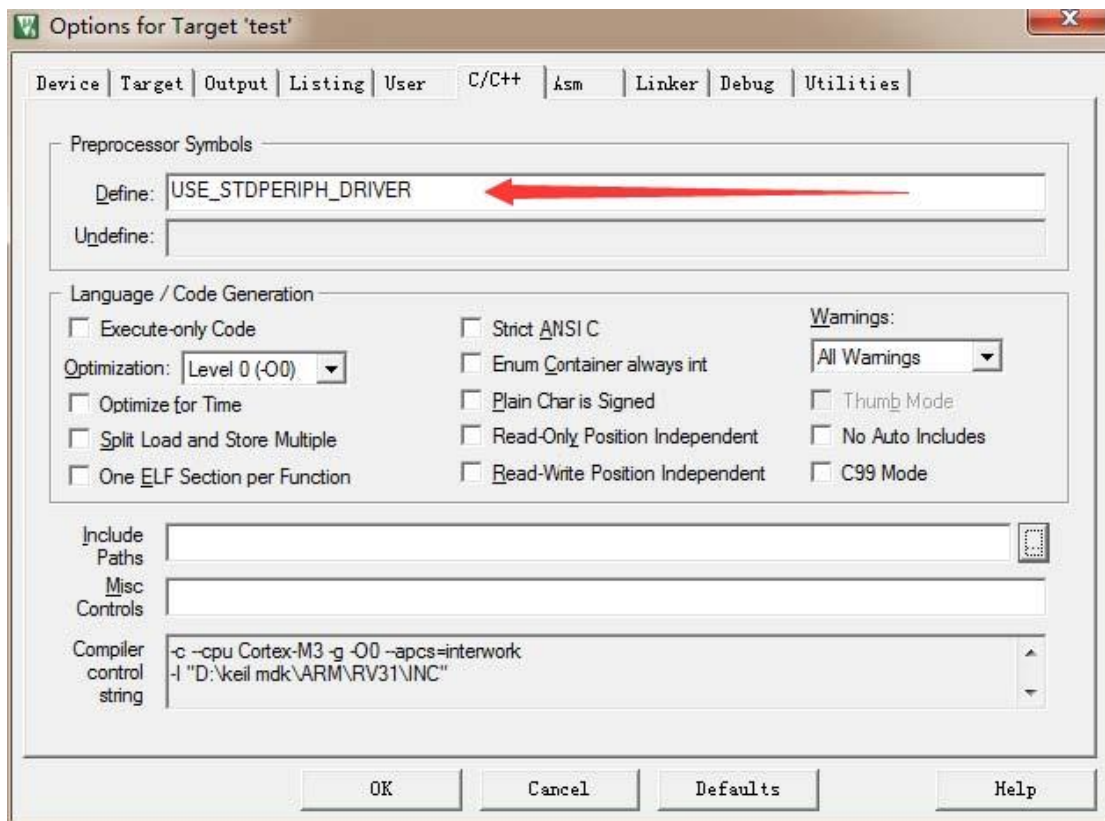 Options for Target 'test'
Device Target Output Listing User C/C++ Asm Linker Debug Utilities
Preprocessor Symbols
Define: USE_STDPERIPH_DRIVER
Undefine:
Language / Code Generation
Execute-only Code
Optimization: Level 0 (-O0)
Optimize for Time
Split Load and Store Multiple
One ELF Section per Function
Strict ANSI C
Enum Container always int
Plain Char is Signed
Read-Only Position Independent
Read-Write Position Independent
Warnings:
All Warnings
Thumb Mode
No Auto Includes
C99 Mode
Include Paths
...
Misc Controls
Compiler control string
-c --cpu Cortex-M3 -g -O0 --apcs=interwork
-I "D:\keil mdk\ARM\RV31\INC"
OK Cancel Defaults Help